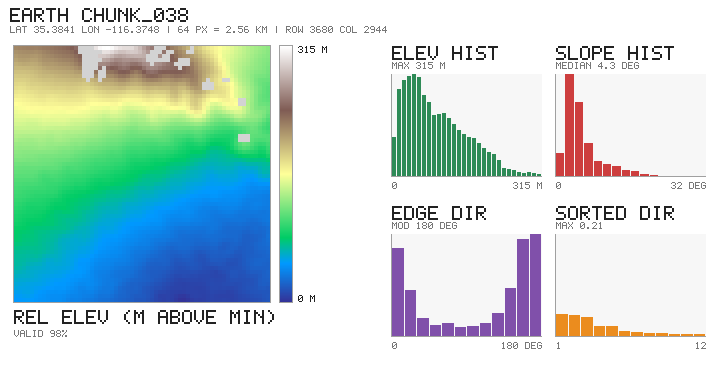 EARTH CHUNK_038
LAT 35.3841 LON -116.3748 | 64 PX = 2.56 KM | ROW 3680 COL 2944
315 M
0 M
REL ELEV (M ABOVE MIN)
VALID 98%
ELEV HIST
MAX 315 M
0 315 M
SLOPE HIST
MEDIAN 4.3 DEG
0 32 DEG
EDGE DIR
MOD 180 DEG
0 180 DEG
SORTED DIR
MAX 0.21
1 12